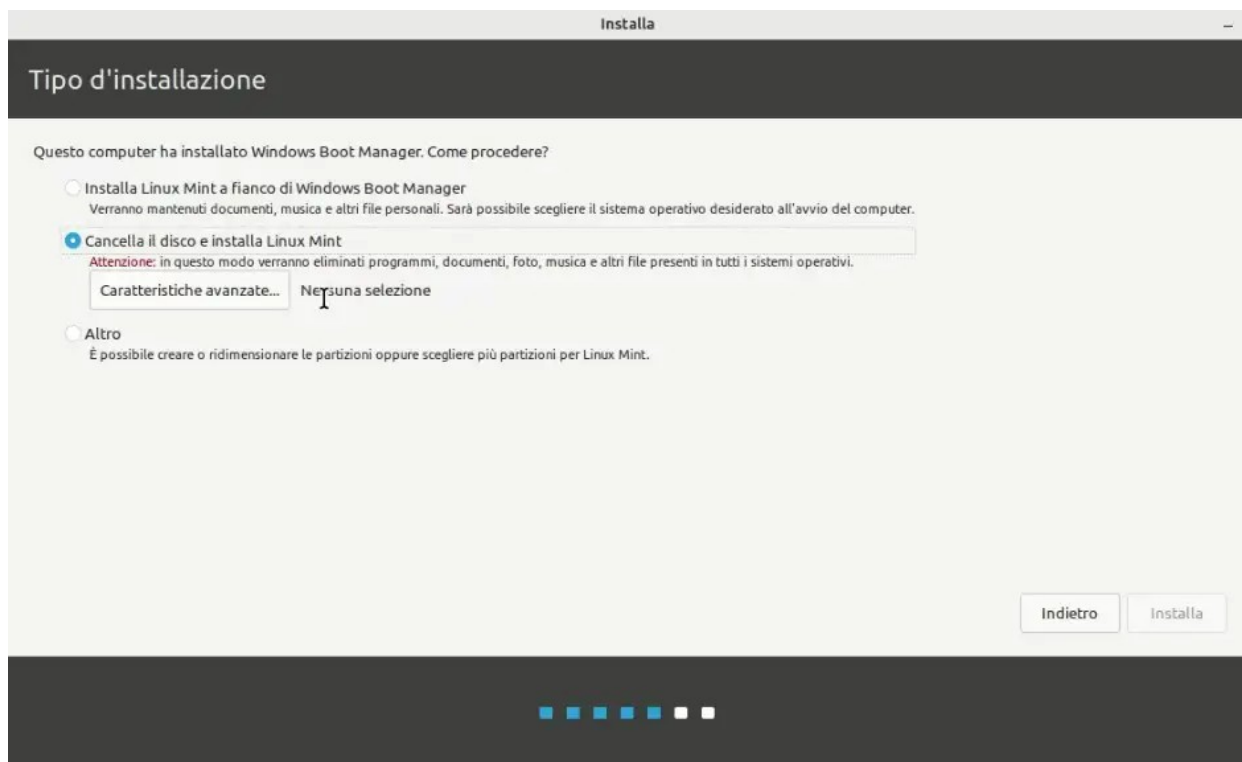 Installa
Tipo d'installazione
Questo computer ha installato Windows Boot Manager. Come procedere?
Installa Linux Mint a fianco di Windows Boot Manager
Verranno mantenuti documenti, musica e altri file personali. Sarà possibile scegliere il sistema operativo desiderato all'avvio del computer.
Cancella il disco e installa Linux Mint
Attenzione: in questo modo verranno eliminati programmi, documenti, foto, musica e altri file presenti in tutti i sistemi operativi.
Caratteristiche avanzate... Nessuna selezione
Altro
È possibile creare o ridimensionare le partizioni oppure scegliere più partizioni per Linux Mint.
Indietro Installa